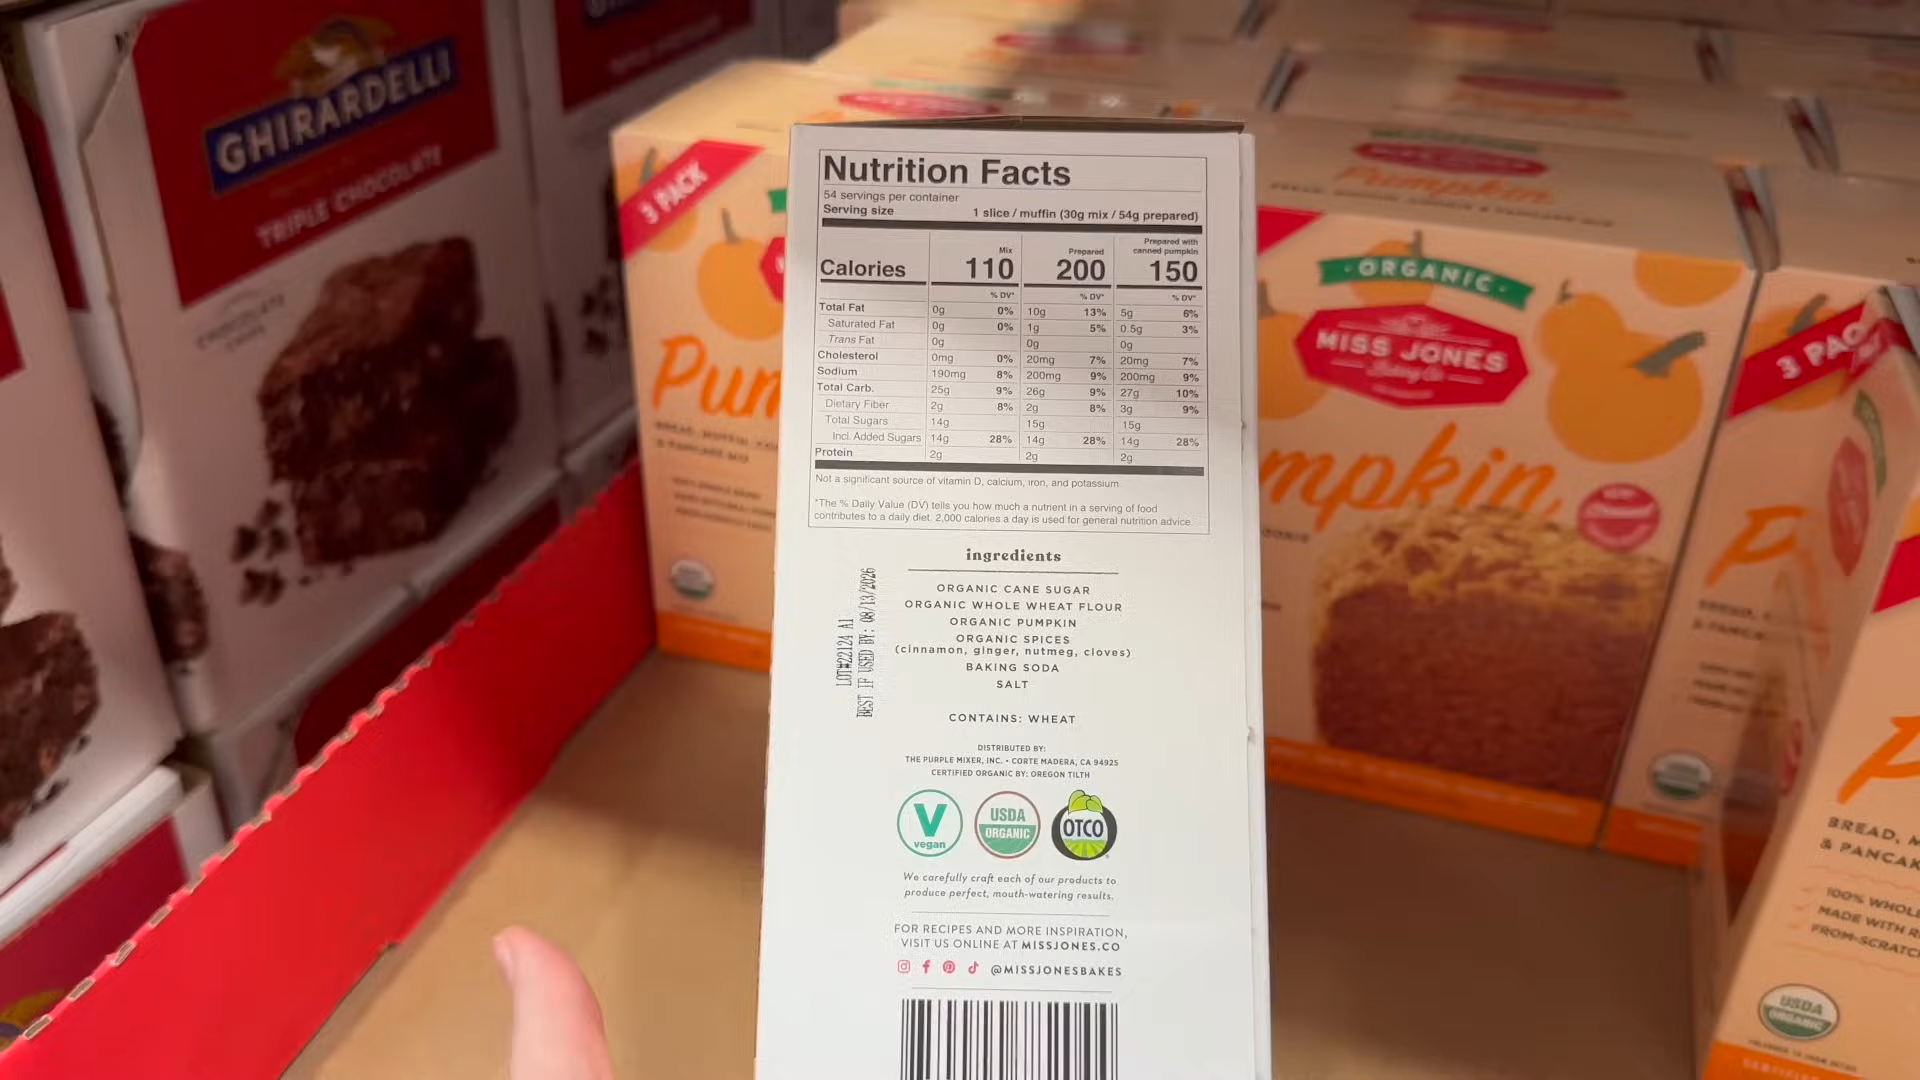 GHIRARDELLI
TRIPLE CHOCOLATE
3 PACK
Nutrition Facts
54 servings per container
Serving size 1 slice / muffin (30g mix / 54g prepared)
Mix Prepared Prepared with canned pumpkin
Calories 110 200 150
% DV* % DV* % DV*
Total Fat 0g 0% 10g 13% 5g 6%
Saturated Fat 0g 0% 1g 5% 0.5g 3%
Trans Fat 0g 0g 0g
Cholesterol 0mg 0% 20mg 7% 20mg 7%
Sodium 190mg 8% 200mg 9% 200mg 9%
Total Carb. 25g 9% 26g 9% 27g 10%
Dietary Fiber 2g 8% 2g 8% 3g 9%
Total Sugars 14g 15g 15g
Incl. Added Sugars 14g 28% 14g 28% 14g 28%
Protein 2g 2g 2g
Not a significant source of vitamin D, calcium, iron, and potassium
*The % Daily Value (DV) tells you how much a nutrient in a serving of food
contributes to a daily diet. 2,000 calories a day is used for general nutrition advice.
ingredients
ORGANIC CANE SUGAR
ORGANIC WHOLE WHEAT FLOUR
ORGANIC PUMPKIN
ORGANIC SPICES
(cinnamon, ginger, nutmeg, cloves)
BAKING SODA
SALT
LOT#22124 A1
BEST IF USED BY: 08/13/2026
CONTAINS: WHEAT
DISTRIBUTED BY:
THE PURPLE MIXER, INC. • CORTE MADERA, CA 94925
CERTIFIED ORGANIC BY: OREGON TILTH
V
vegan
USDA
ORGANIC
OTCO
We carefully craft each of our products to
produce perfect, mouth-watering results.
FOR RECIPES AND MORE INSPIRATION,
VISIT US ONLINE AT MISSJONES.CO
@MISSJONESBAKES
ORGANIC
MISS JONES
Baking Co
mpkin
3 PAC
BREAD, M
& PANCAK
100% WHOL
MADE WITH R
FROM-SCRATC
USDA
ORGANIC
Pum